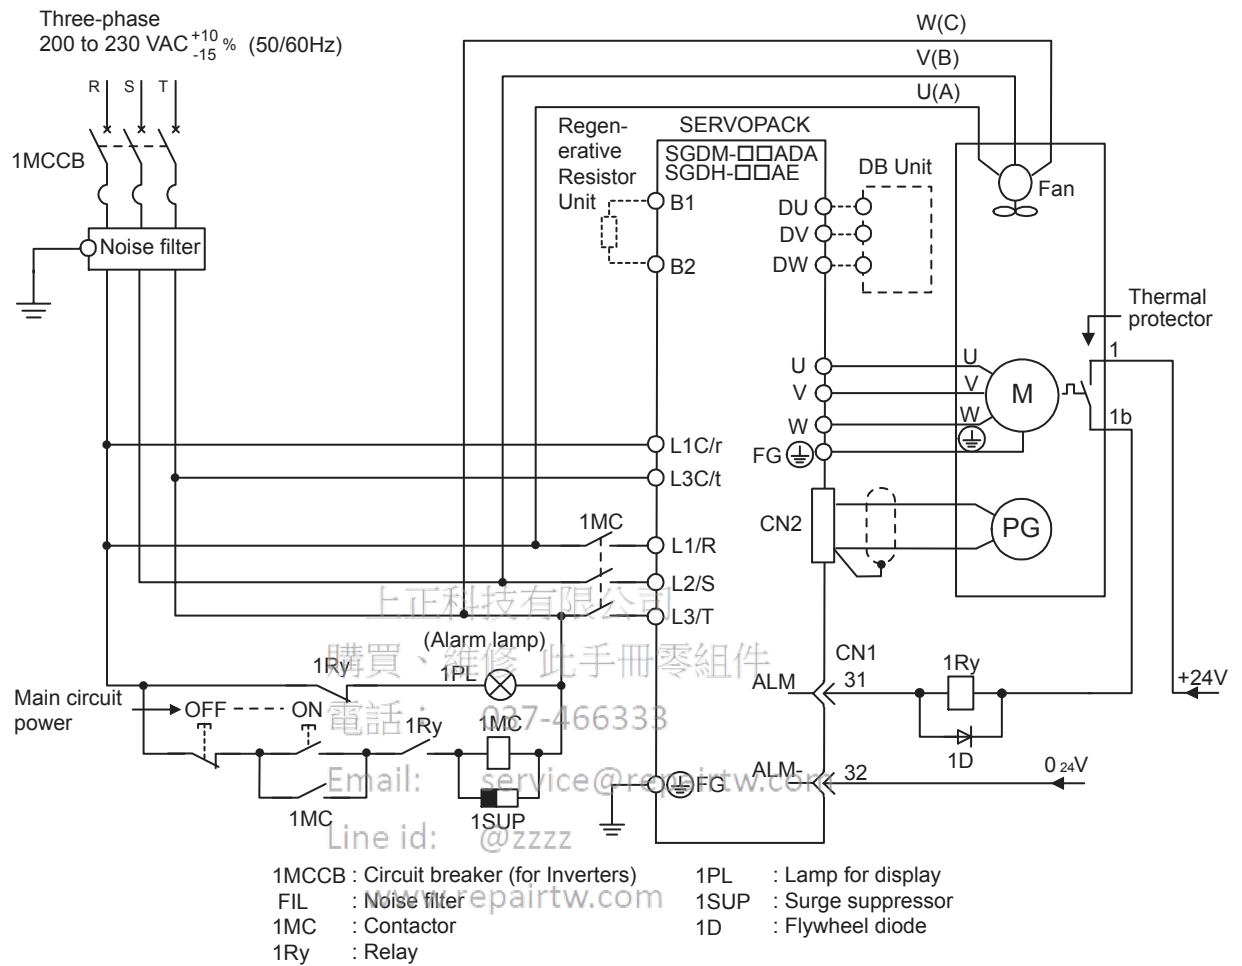 Three-phase
200 to 230 VAC +10 -15 % (50/60Hz)
R S T
1MCCB
Noise filter
W(C)
V(B)
U(A)
Regen-
erative
Resistor
Unit
SERVOPACK
SGDM-□□ADA
SGDH-□□AE
DB Unit
Fan
B1
B2
DU
DV
DW
Thermal
protector
1
1b
U
V
W
FG
U
V
W
M
L1C/r
L3C/t
CN2
PG
1MC
L1/R
L2/S
L3/T
上正科技有限公司
(Alarm lamp)
購買、維修 此手冊零組件
1Ry
1PL
Main circuit
power
OFF
ON
電話： 037-466333
1Ry
1MC
CN1
ALM
31
1Ry
+24V
1D
ALM-
32
0 24V
Email: service@repairtw.com
FG
1MC
1SUP
Line id: @zzzz
1MCCB : Circuit breaker (for Inverters)
FIL : Noise filter
1MC : Contactor
1Ry : Relay
1PL : Lamp for display
1SUP : Surge suppressor
1D : Flywheel diode
www.repairtw.com